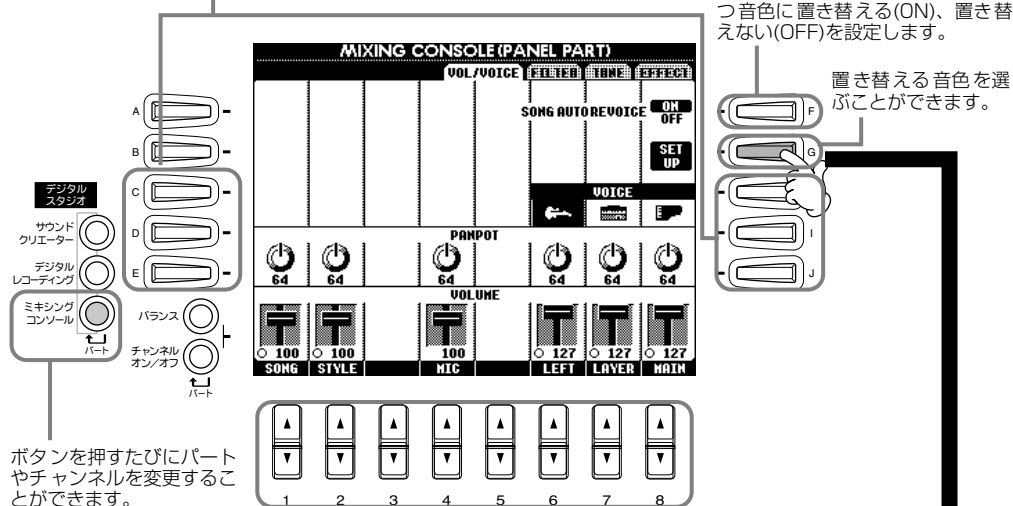 つ音色に置き替える(ON)、置き替
えない(OFF)を設定します。
置き替える音色を選
ぶことができます。
MIXING CONSOLE (PANEL PART)
VOL/VOICE FILTER TUNE EFFECT
SONG AUTO REVOICE ON
OFF
SET
UP
VOICE
PANPOT
64 64 64 64 64 64
VOLUME
100 100 100 127 127 127
SONG STYLE MIC LEFT LAYER MAIN
A
B
C
D
E
F
G
I
J
デジタル
スタジオ
サウンド
クリエーター
デジタル
レコーディング
ミキシング
コンソール
パート
バランス
チャンネル
オン/オフ
パート
ボタンを押すたびにパート
やチャンネルを変更するこ
とができます。
1 2 3 4 5 6 7 8